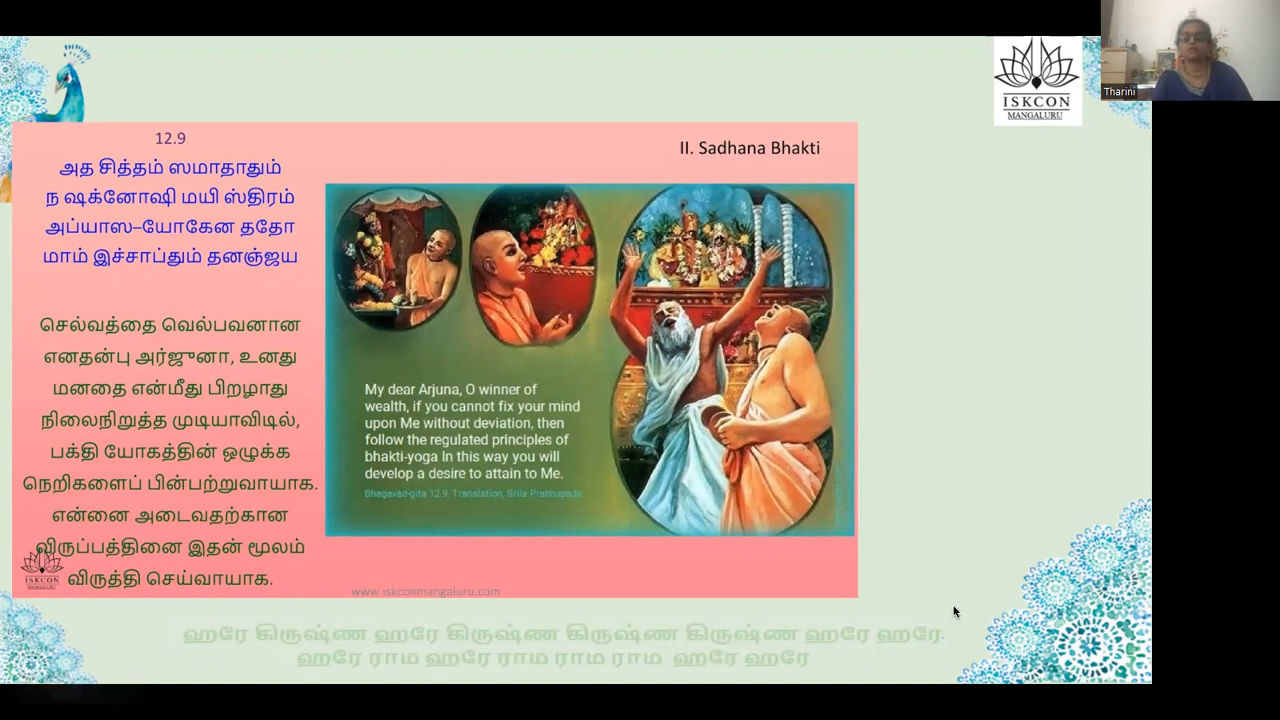 ISKCON
MANGALURU
Tharini
12.9
அத சித்தம் ஸமாதாதும்
ந ஷக்னோஷி மயி ஸ்திரம்
அப்யாஸ–யோகேன ததோ
மாம் இச்சாப்தும் தனஞ்ஜய
செல்வத்தை வெல்பவனான
எனதன்பு அர்ஜுனா, உனது
மனதை என்மீது பிறழாது
நிலைநிறுத்த முடியாவிடில்,
பக்தி யோகத்தின் ஒழுக்க
நெறிகளைப் பின்பற்றுவாயாக.
என்னை அடைவதற்கான
விருப்பத்தினை இதன் மூலம்
விருத்தி செய்வாயாக.
II. Sadhana Bhakti
My dear Arjuna, O winner of
wealth, if you cannot fix your mind
upon Me without deviation, then
follow the regulated principles of
bhakti-yoga In this way you will
develop a desire to attain to Me.
Bhagavad-gita 12.9, Translation, Srila Prabhupada
ISKCON
MANGALURU
www.iskconmangaluru.com
ஹரே கிருஷ்ண ஹரே கிருஷ்ண கிருஷ்ண கிருஷ்ண ஹரே ஹரே
ஹரே ராம ஹரே ராம ராம ராம ஹரே ஹரே